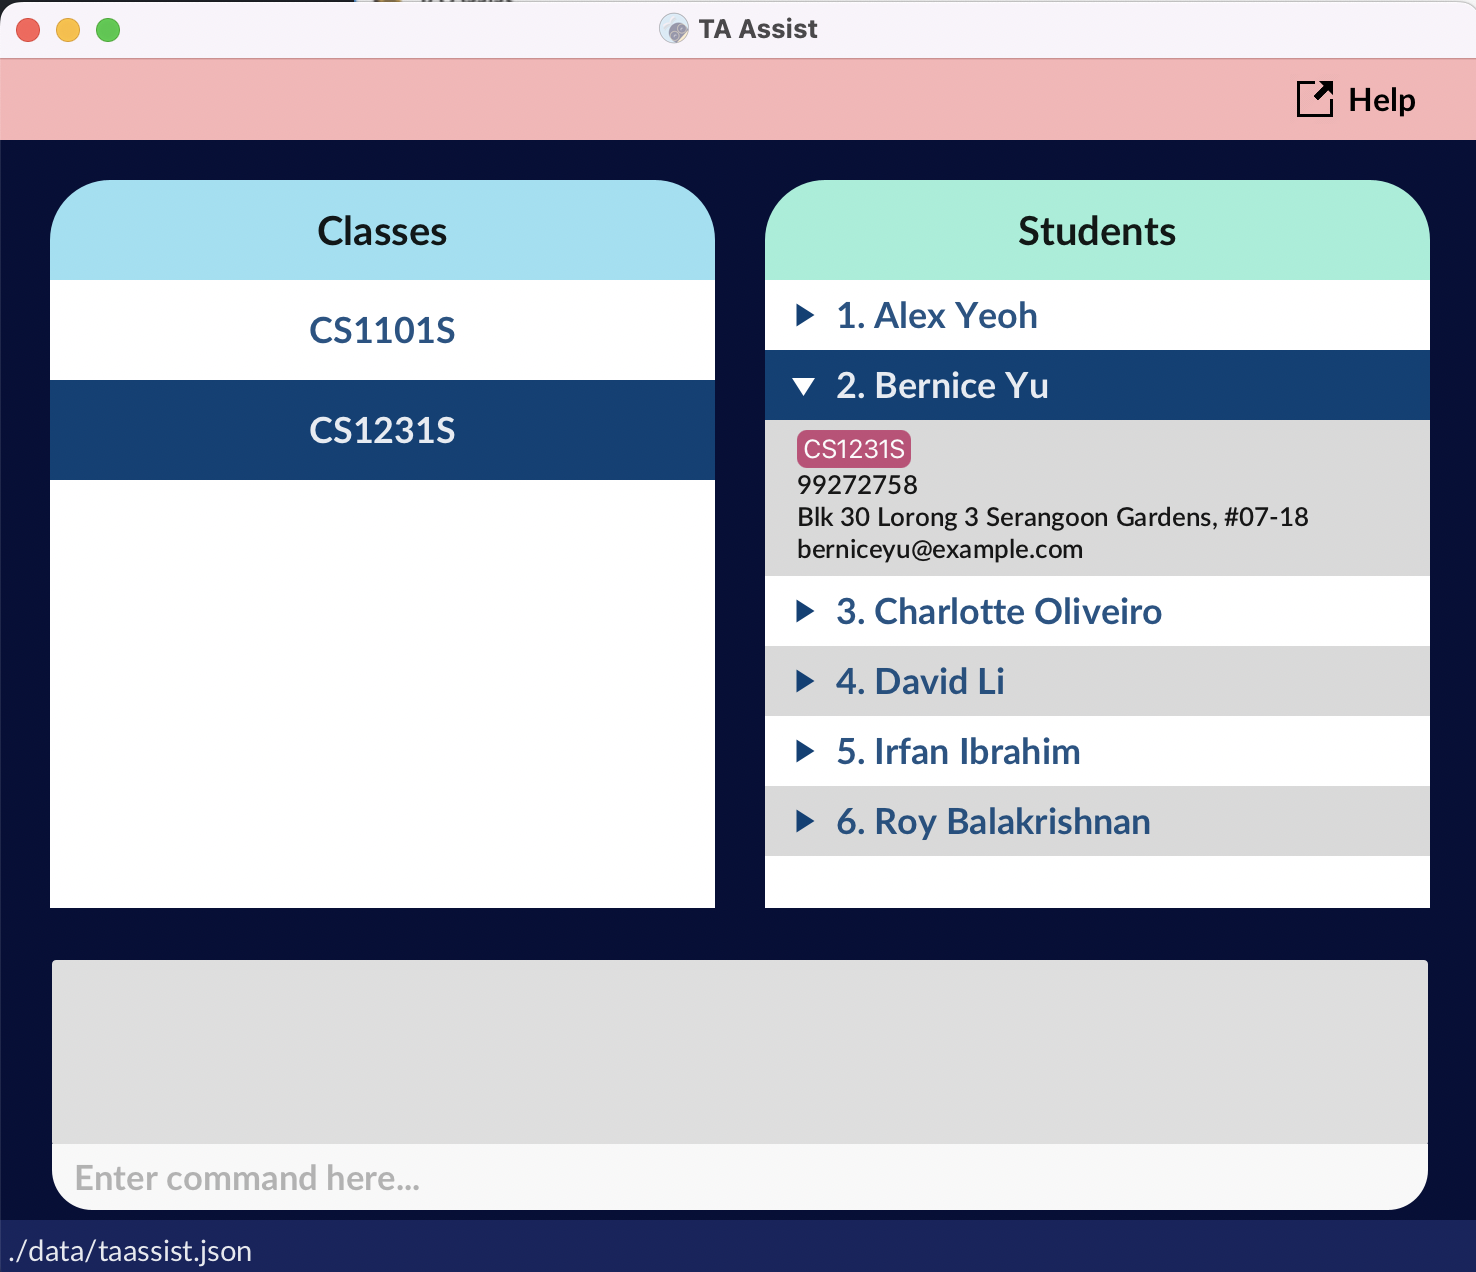 TA Assist
Help
Classes
CS1101S
CS1231S
Students
1. Alex Yeoh
2. Bernice Yu
CS1231S
99272758
Blk 30 Lorong 3 Serangoon Gardens, #07-18
berniceyu@example.com
3. Charlotte Oliveiro
4. David Li
5. Irfan Ibrahim
6. Roy Balakrishnan
Enter command here...
./data/taassist.json